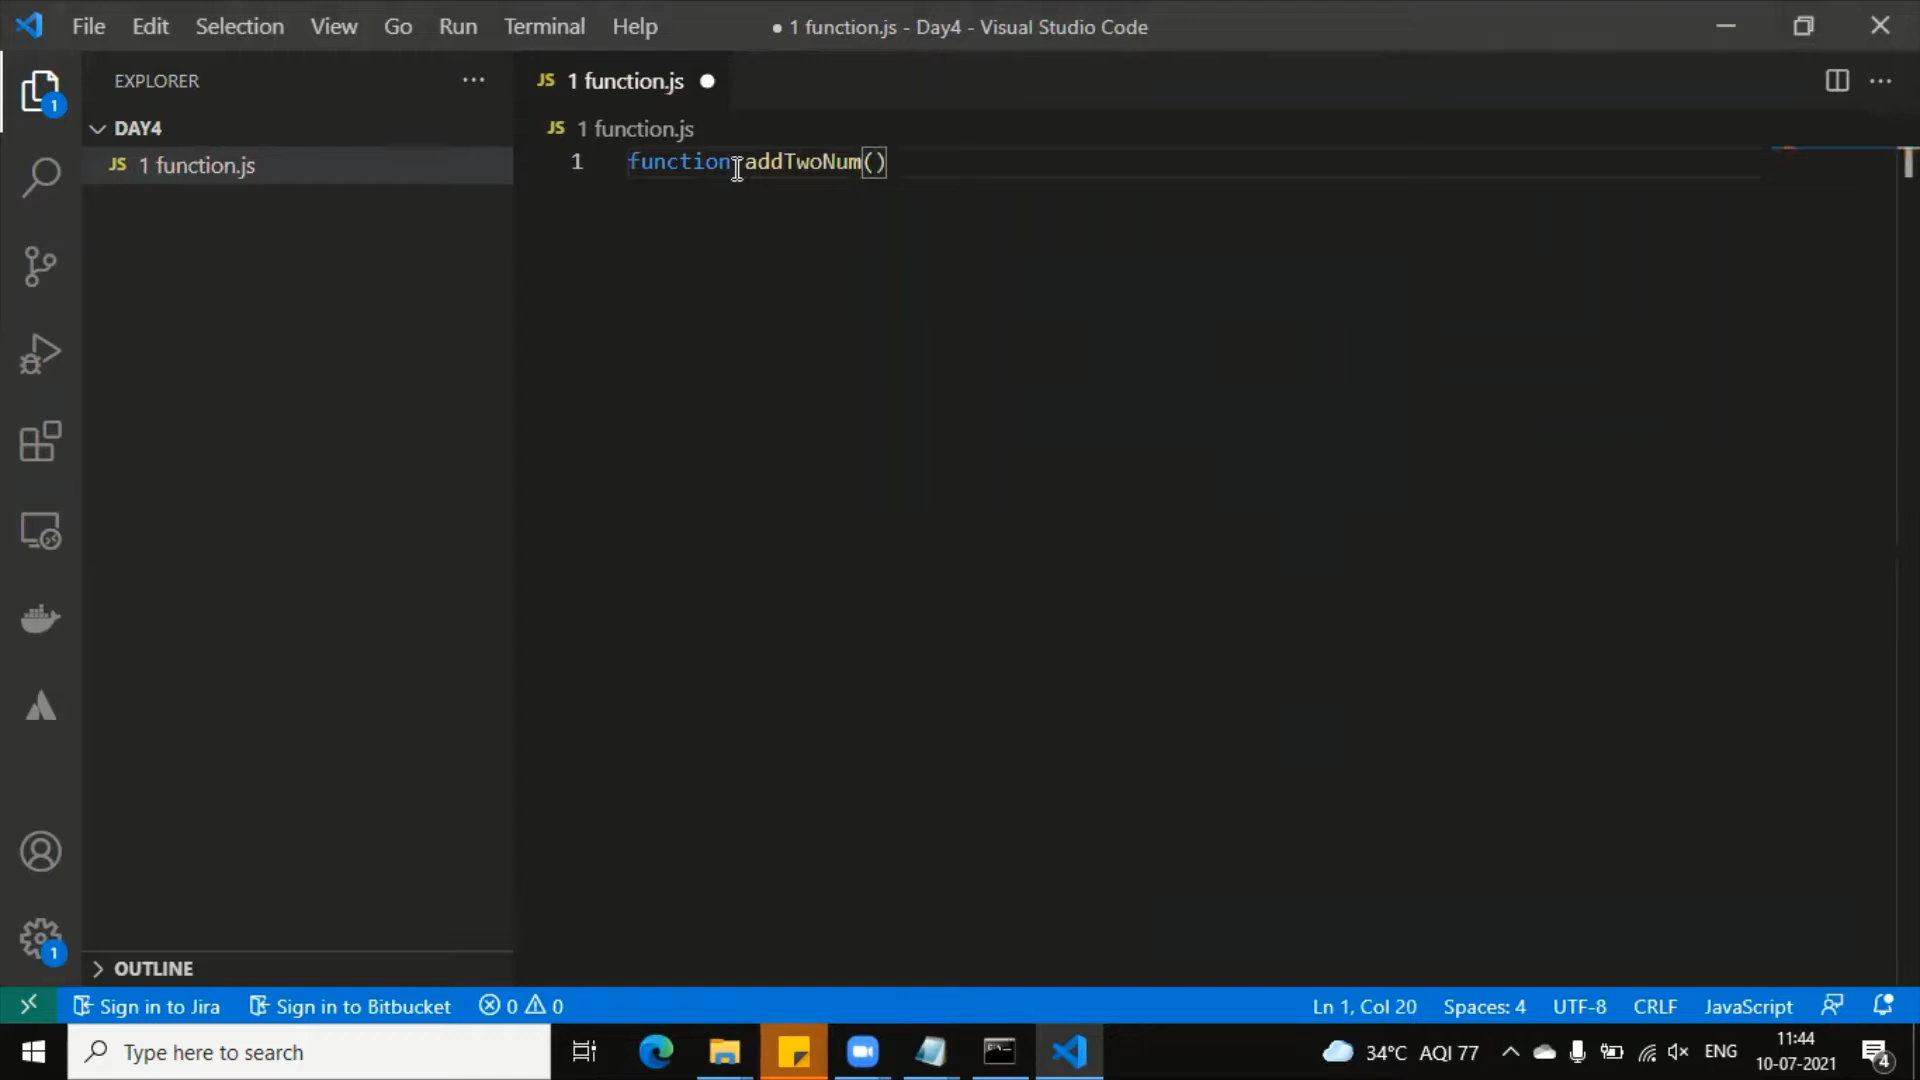 File Edit Selection View Go Run Terminal Help ● 1 function.js - Day4 - Visual Studio Code
EXPLORER
JS 1 function.js
DAY4
JS 1 function.js
JS 1 function.js
1 function addTwoNum()
1
OUTLINE
1
Sign in to Jira Sign in to Bitbucket 0 0 Ln 1, Col 20 Spaces: 4 UTF-8 CRLF JavaScript
Type here to search 34°C AQI 77 ENG 11:44
10-07-2021
4